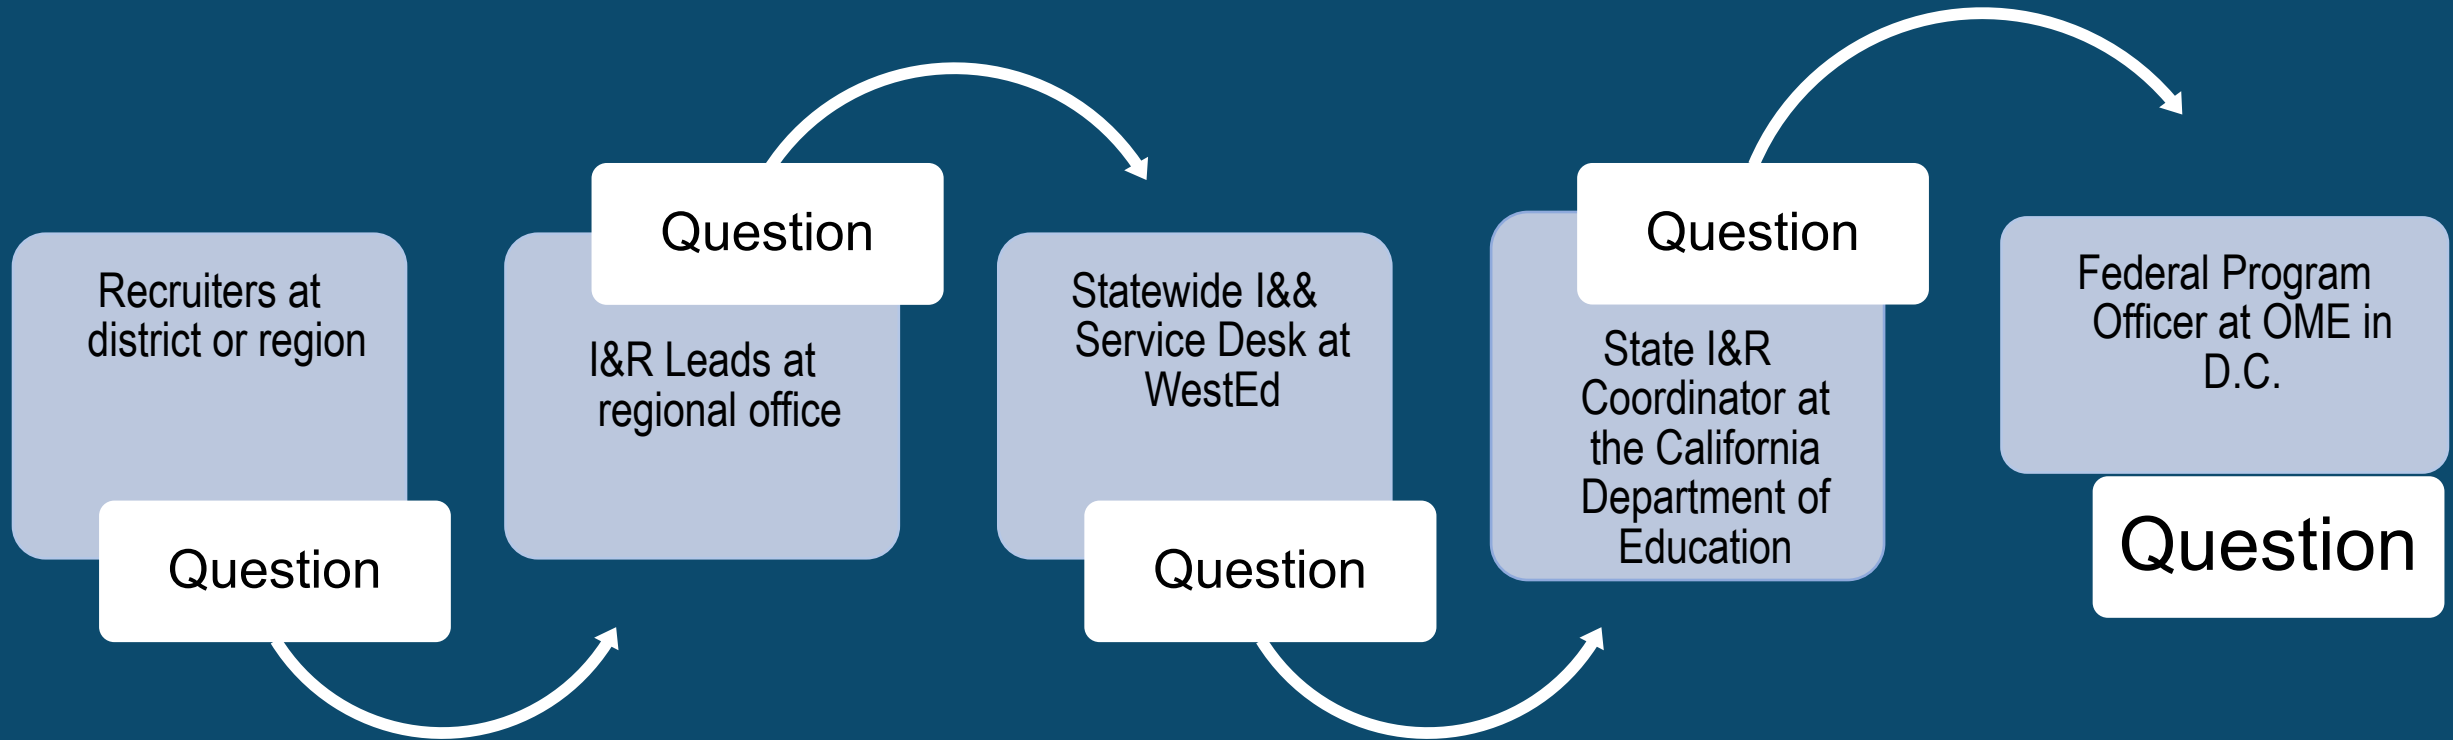 Recruiters at
district or region
Question
Question
I&R Leads at
regional office
Statewide I&&
Service Desk at
WestEd
Question
Question
State I&R
Coordinator at
the California
Department of
Education
Federal Program
Officer at OME in
D.C.
Question